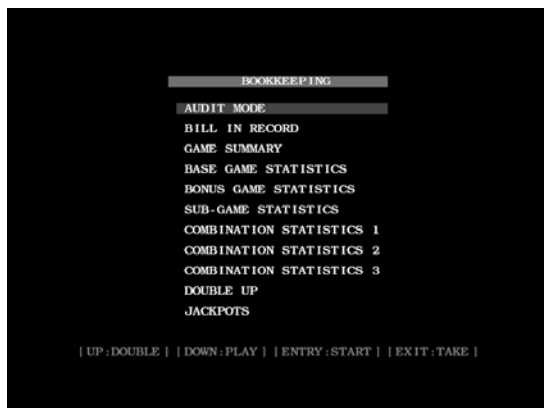 BOOKKEEPING
AUDIT MODE
BILL IN RECORD
GAME SUMMARY
BASE GAME STATISTICS
BONUS GAME STATISTICS
SUB-GAME STATISTICS
COMBINATION STATISTICS 1
COMBINATION STATISTICS 2
COMBINATION STATISTICS 3
DOUBLE UP
JACKPOTS
[ UP:DOUBLE ] [ DOWN:PLAY ] [ ENTRY:START ] [ EXIT:TAKE ]